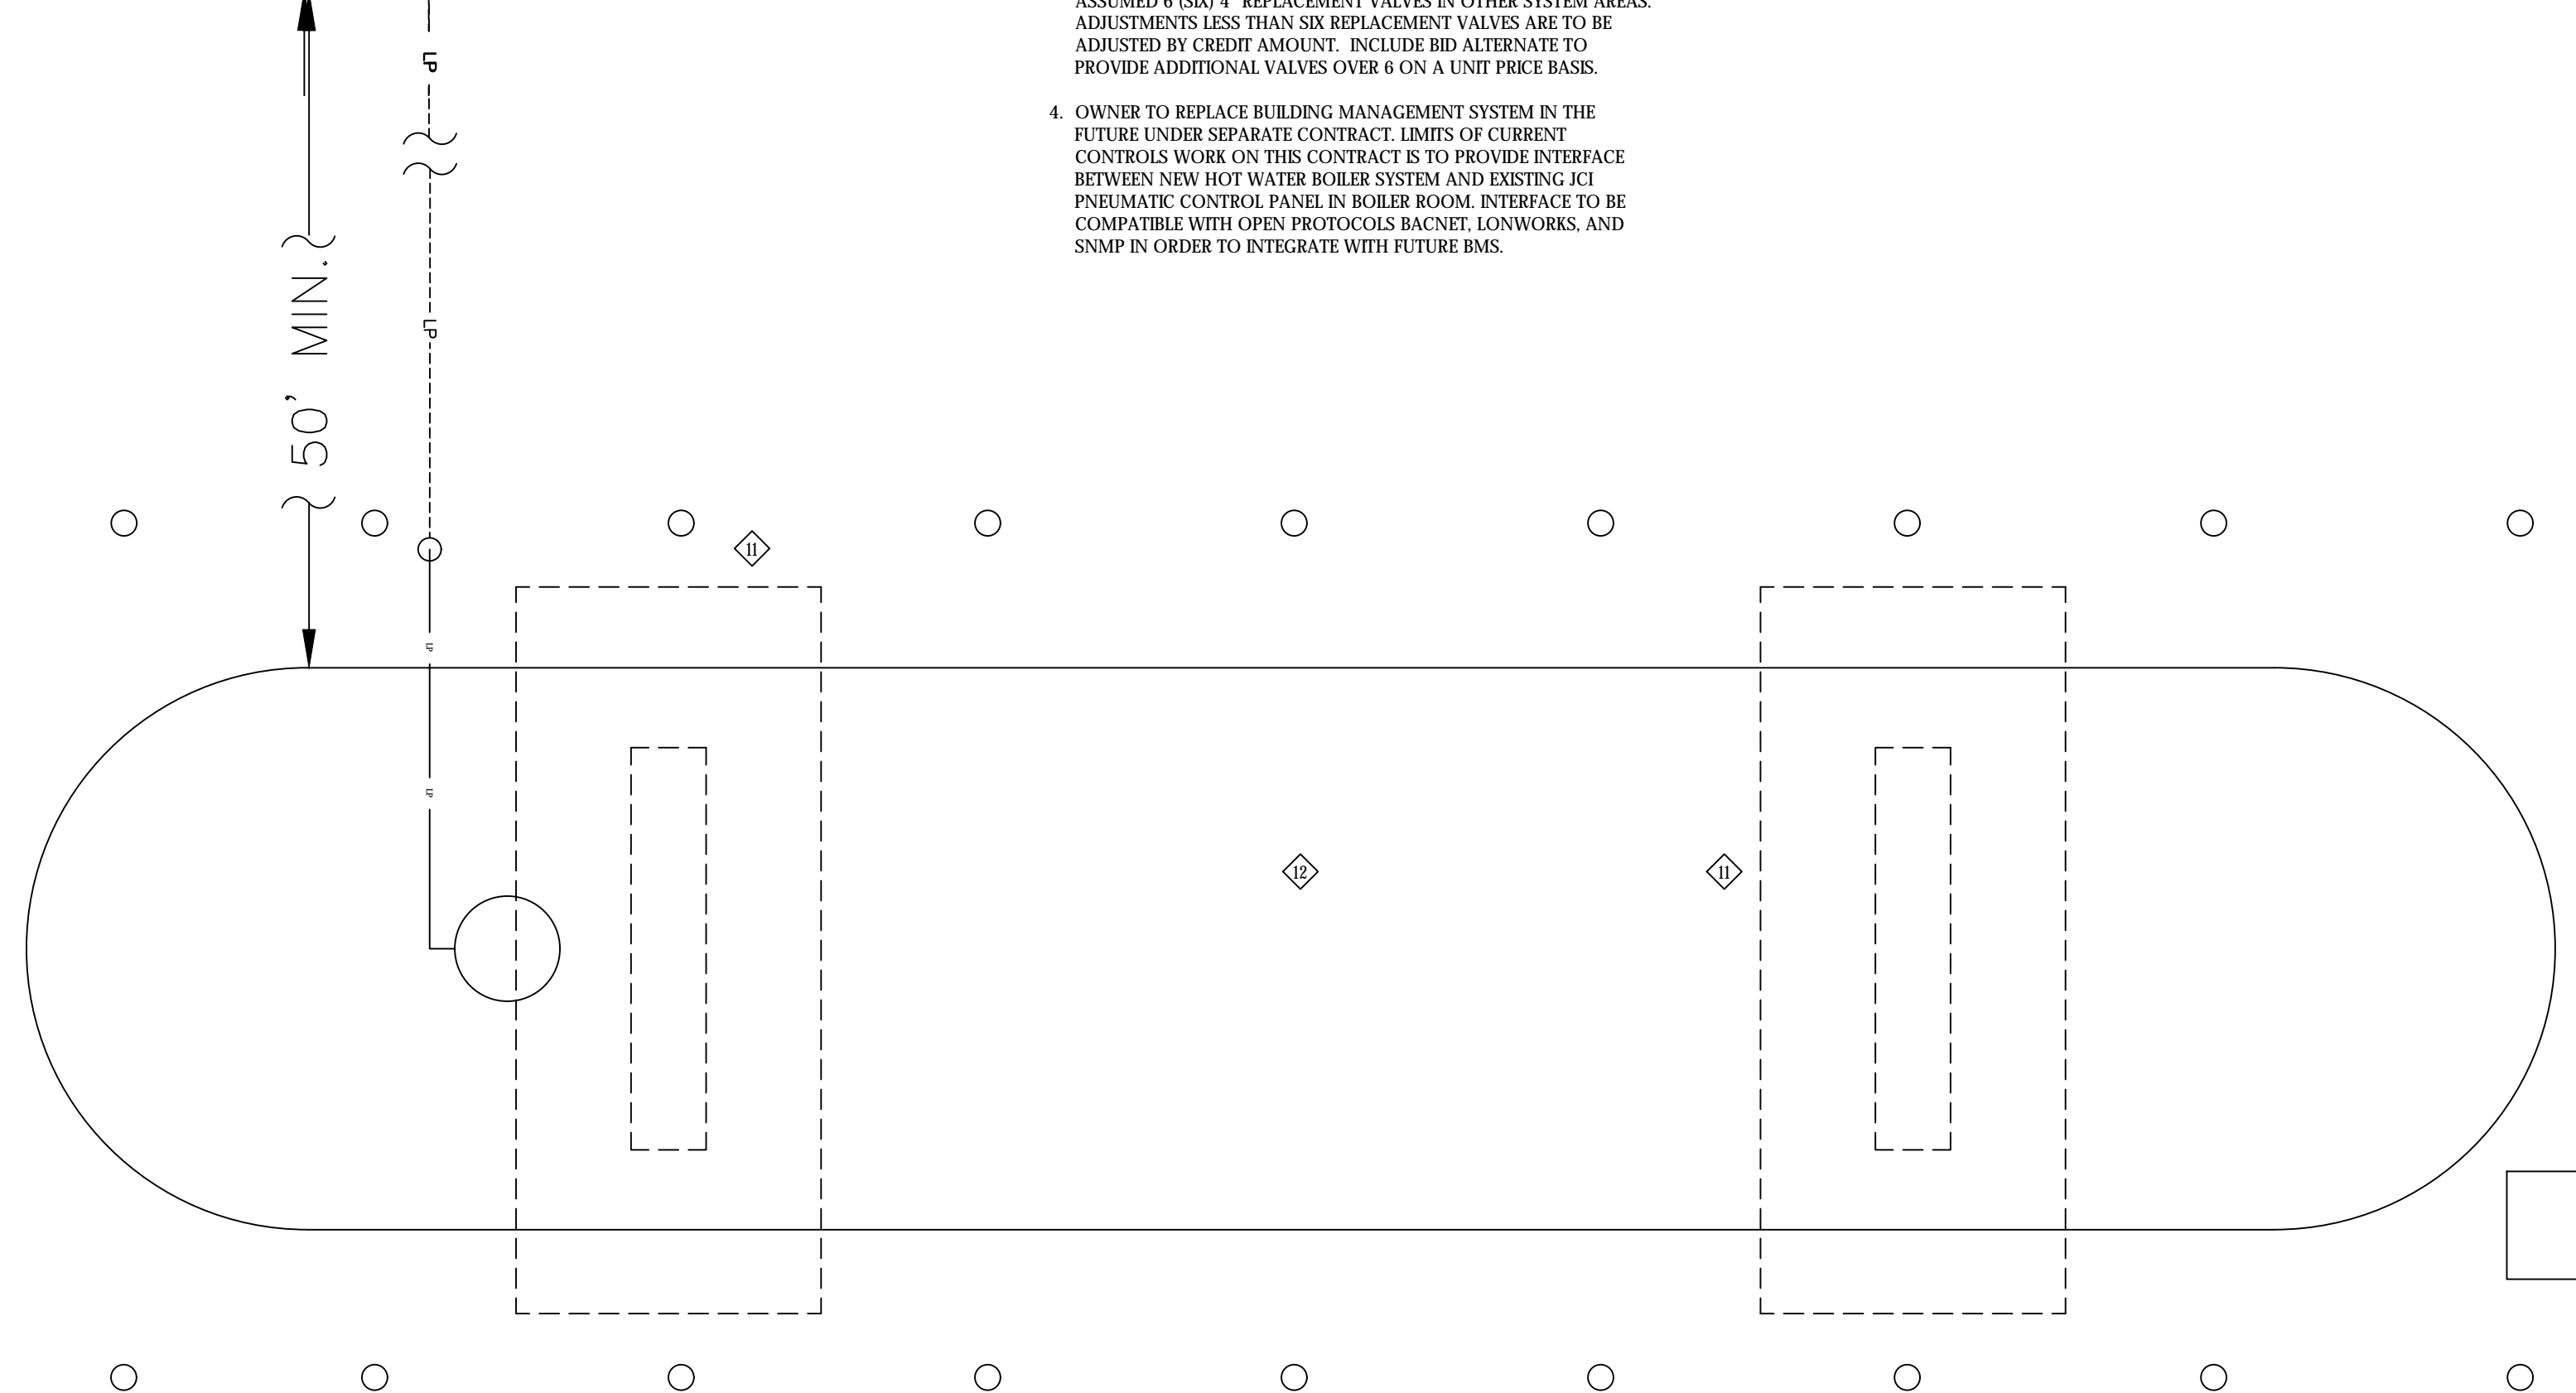 ASSUMED 6 (SIX) 4" REPLACEMENT VALVES IN OTHER SYSTEM AREAS.
ADJUSTMENTS LESS THAN SIX REPLACEMENT VALVES ARE TO BE
ADJUSTED BY CREDIT AMOUNT. INCLUDE BID ALTERNATE TO
PROVIDE ADDITIONAL VALVES OVER 6 ON A UNIT PRICE BASIS.
4. OWNER TO REPLACE BUILDING MANAGEMENT SYSTEM IN THE
FUTURE UNDER SEPARATE CONTRACT. LIMITS OF CURRENT
CONTROLS WORK ON THIS CONTRACT IS TO PROVIDE INTERFACE
BETWEEN NEW HOT WATER BOILER SYSTEM AND EXISTING JCI
PNEUMATIC CONTROL PANEL IN BOILER ROOM. INTERFACE TO BE
COMPATIBLE WITH OPEN PROTOCOLS BACNET, LONWORKS, AND
SNMP IN ORDER TO INTEGRATE WITH FUTURE BMS.
50' MIN.
LP
LP
LP
LP
11
12
11